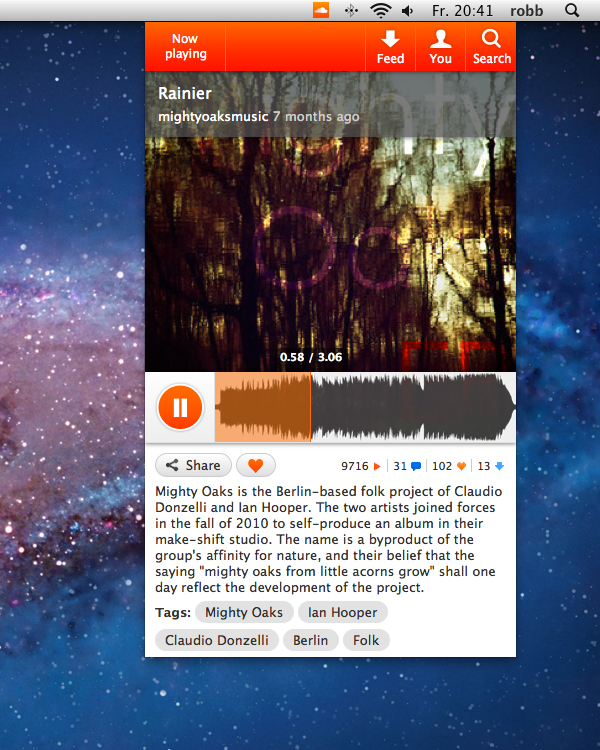 Fr. 20:41 robb
Now
playing
Feed You Search
Rainier
mightyoaksmusic 7 months ago
0.58 / 3.06
Share
9716 31 102 13
Mighty Oaks is the Berlin-based folk project of Claudio
Donzelli and Ian Hooper. The two artists joined forces
in the fall of 2010 to self-produce an album in their
make-shift studio. The name is a byproduct of the
group's affinity for nature, and their belief that the
saying "mighty oaks from little acorns grow" shall one
day reflect the development of the project.
Tags: Mighty Oaks Ian Hooper
Claudio Donzelli Berlin Folk